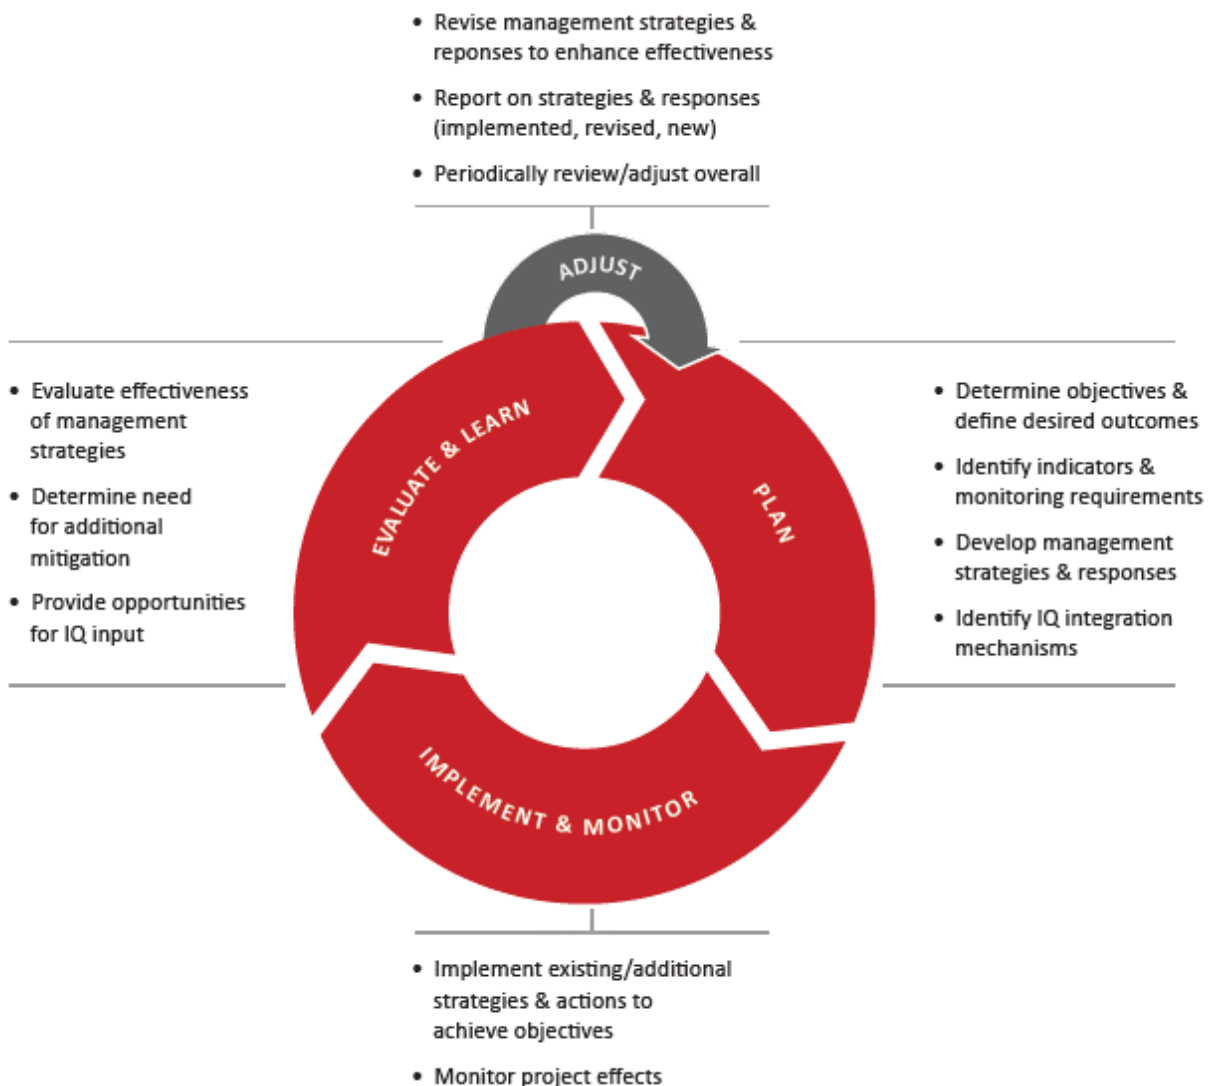 • Revise management strategies &
reponses to enhance effectiveness
• Report on strategies & responses
(implemented, revised, new)
• Periodically review/adjust overall
ADJUST
• Evaluate effectiveness
of management
strategies
• Determine need
for additional
mitigation
• Provide opportunities
for IQ input
EVALUATE & LEARN
PLAN
• Determine objectives &
define desired outcomes
• Identify indicators &
monitoring requirements
• Develop management
strategies & responses
• Identify IQ integration
mechanisms
IMPLEMENT & MONITOR
• Implement existing/additional
strategies & actions to
achieve objectives
• Monitor project effects